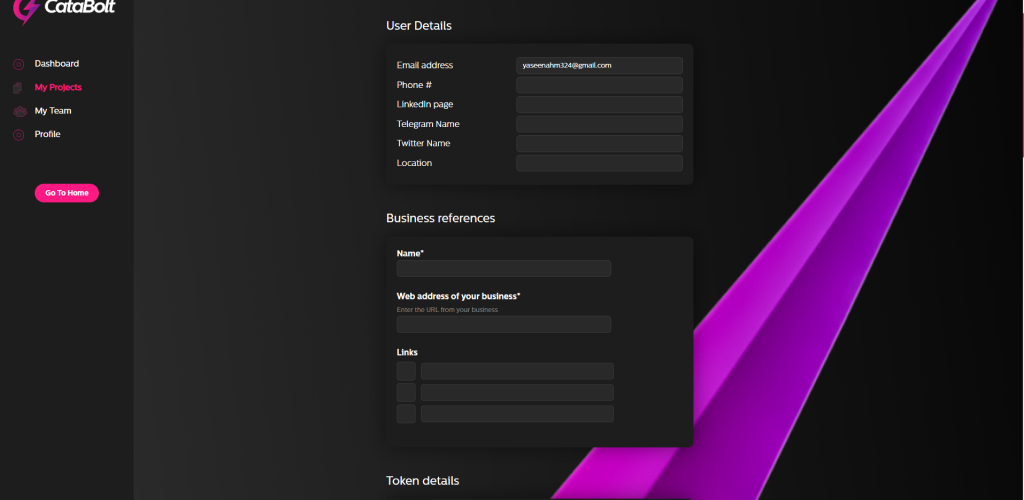 CataBolt
Dashboard
My Projects
My Team
Profile
Go To Home
User Details
Email address
yaseenahm324@gmail.com
Phone #
LinkedIn page
Telegram Name
Twitter Name
Location
Business references
Name*
Web address of your business*
Enter the URL from your business
Links
Token details